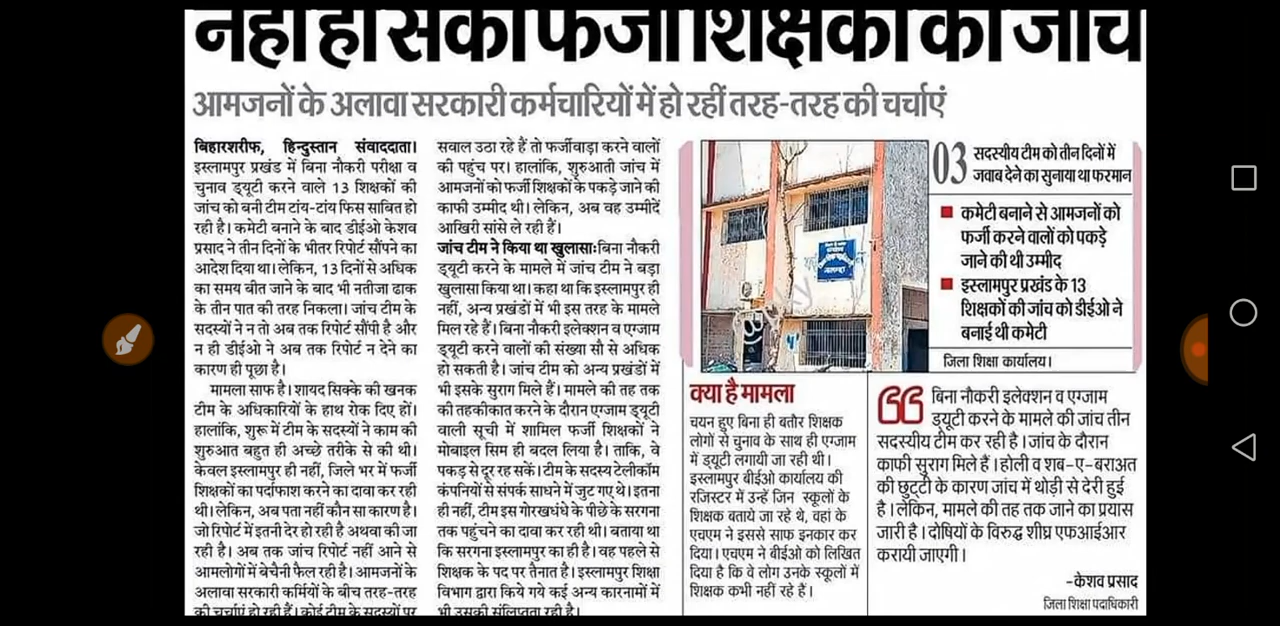 नहीं हो सकी फर्जी शिक्षकों की जांच
आमजनों के अलावा सरकारी कर्मचारियों में हो रहीं तरह-तरह की चर्चाएं
बिहारशरीफ, हिन्दुस्तान संवाददाता।
इस्लामपुर प्रखंड में बिना नौकरी परीक्षा व
चुनाव ड्यूटी करने वाले 13 शिक्षकों की
जांच को बनी टीम टांय-टांय फिस साबित हो
रही है। कमेटी बनाने के बाद डीईओ केशव
प्रसाद ने तीन दिनों के भीतर रिपोर्ट सौंपने का
आदेश दिया था। लेकिन, 13 दिनों से अधिक
का समय बीत जाने के बाद भी नतीजा ढाक
के तीन पात की तरह निकला। जांच टीम के
सदस्यों ने न तो अब तक रिपोर्ट सौंपी है और
न ही डीईओ ने अब तक रिपोर्ट न देने का
कारण ही पूछा है।
मामला साफ है। शायद सिक्के की खनक
टीम के अधिकारियों के हाथ रोक दिए हों।
हालांकि, शुरू में टीम के सदस्यों ने काम की
शुरुआत बहुत ही अच्छे तरीके से की थी।
केवल इस्लामपुर ही नहीं, जिले भर में फर्जी
शिक्षकों का पर्दाफाश करने का दावा कर रही
थी। लेकिन, अब पता नहीं कौन सा कारण है।
जो रिपोर्ट में इतनी देर हो रही है अथवा की जा
रही है। अब तक जांच रिपोर्ट नहीं आने से
आमलोगों में बेचैनी फैल रही है। आमजनों के
अलावा सरकारी कर्मियों के बीच तरह-तरह
की चर्चाएं हो रही हैं। कोई टीम के सदस्यों पर
सवाल उठा रहे हैं तो फर्जीवाड़ा करने वालों
की पहुंच पर। हालांकि, शुरुआती जांच में
आमजनों को फर्जी शिक्षकों के पकड़े जाने की
काफी उम्मीद थी। लेकिन, अब वह उम्मीदें
आखिरी सांसे ले रही हैं।
जांच टीम ने किया था खुलासाः बिना नौकरी
ड्यूटी करने के मामले में जांच टीम ने बड़ा
खुलासा किया था। कहा था कि इस्लामपुर ही
नहीं, अन्य प्रखंडों में भी इस तरह के मामले
मिल रहे हैं। बिना नौकरी इलेक्शन व एग्जाम
ड्यूटी करने वालों की संख्या सौ से अधिक
हो सकती है। जांच टीम को अन्य प्रखंडों में
भी इसके सुराग मिले हैं। मामले की तह तक
की तहकीकात करने के दौरान एग्जाम ड्यूटी
वाली सूची में शामिल फर्जी शिक्षकों ने
मोबाइल सिम ही बदल लिया है। ताकि, वे
पकड़ से दूर रह सकें। टीम के सदस्य टेलीकॉम
कंपनियों से संपर्क साधने में जुट गए थे। इतना
ही नहीं, टीम इस गोरखधंधे के पीछे के सरगना
तक पहुंचने का दावा कर रही थी। बताया था
कि सरगना इस्लामपुर का ही है। वह पहले से
शिक्षक के पद पर तैनात है। इस्लामपुर शिक्षा
विभाग द्वारा किये गये कई अन्य कारनामों में
भी उसकी संलिप्तता रही है।
03 सदस्यीय टीम को तीन दिनों में
जवाब देने का सुनाया था फरमान
कमेटी बनाने से आमजनों को
फर्जी करने वालों को पकड़े
जाने की थी उम्मीद
इस्लामपुर प्रखंड के 13
शिक्षकों की जांच को डीईओ ने
बनाई थी कमेटी
जिला शिक्षा कार्यालय।
क्या है मामला
चयन हुए बिना ही बतौर शिक्षक
लोगों से चुनाव के साथ ही एग्जाम
में ड्यूटी लगायी जा रही थी।
इस्लामपुर बीईओ कार्यालय की
रजिस्टर में उन्हें जिन स्कूलों के
शिक्षक बताये जा रहे थे, वहां के
एचएम ने इससे साफ इनकार कर
दिया। एचएम ने बीईओ को लिखित
दिया है कि वे लोग उनके स्कूलों में
शिक्षक कभी नहीं रहे हैं।
बिना नौकरी इलेक्शन व एग्जाम
ड्यूटी करने के मामले की जांच तीन
सदस्यीय टीम कर रही है। जांच के दौरान
काफी सुराग मिले हैं। होली व शब-ए-बराअत
की छुट्टी के कारण जांच में थोड़ी से देरी हुई
है। लेकिन, मामले की तह तक जाने का प्रयास
जारी है। दोषियों के विरुद्ध शीघ्र एफआईआर
करायी जाएगी।
-केशव प्रसाद
जिला शिक्षा पदाधिकारी